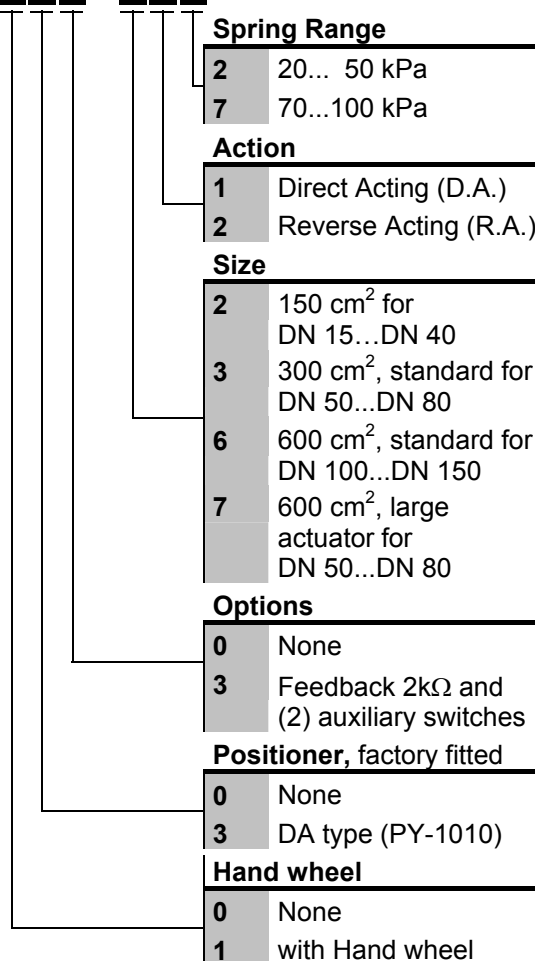 Spring Range
2 20... 50 kPa
7 70...100 kPa
Action
1 Direct Acting (D.A.)
2 Reverse Acting (R.A.)
Size
2 150 cm² for
DN 15…DN 40
3 300 cm², standard for
DN 50...DN 80
6 600 cm², standard for
DN 100...DN 150
7 600 cm², large
actuator for
DN 50...DN 80
Options
0 None
3 Feedback 2kΩ and
(2) auxiliary switches
Positioner, factory fitted
0 None
3 DA type (PY-1010)
Hand wheel
0 None
1 with Hand wheel